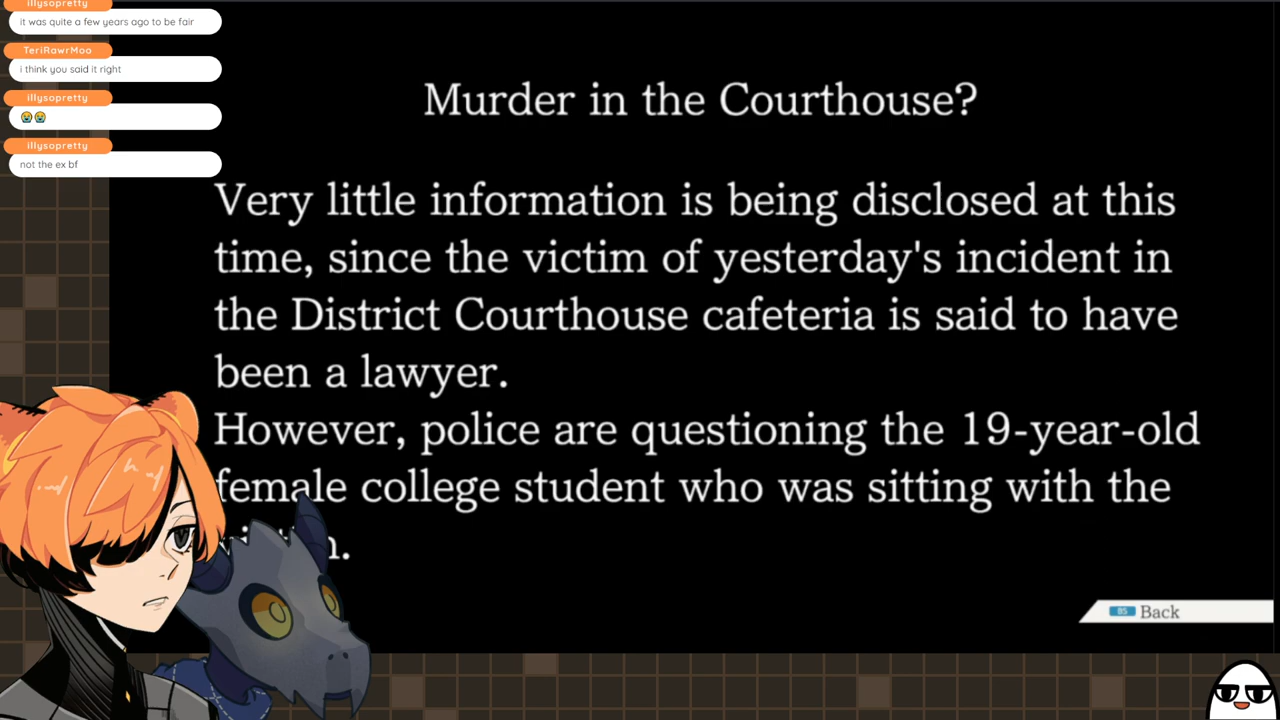 illysopretty
it was quite a few years ago to be fair
TeriRawrMoo
i think you said it right
illysopretty
😭😭
illysopretty
not the ex bf
Murder in the Courthouse?
Very little information is being disclosed at this
time, since the victim of yesterday's incident in
the District Courthouse cafeteria is said to have
been a lawyer.
However, police are questioning the 19-year-old
female college student who was sitting with the
BS Back